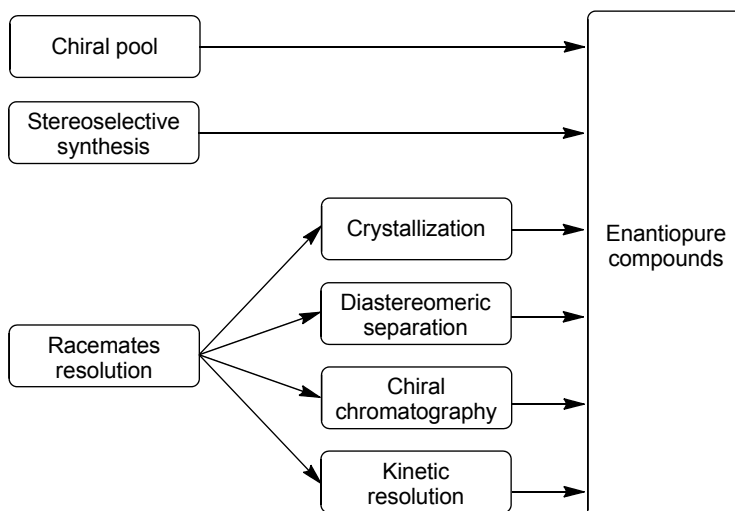 Chiral pool
Stereoselective
synthesis
Racemates
resolution
Crystallization
Diastereomeric
separation
Chiral
chromatography
Kinetic
resolution
Enantiopure
compounds